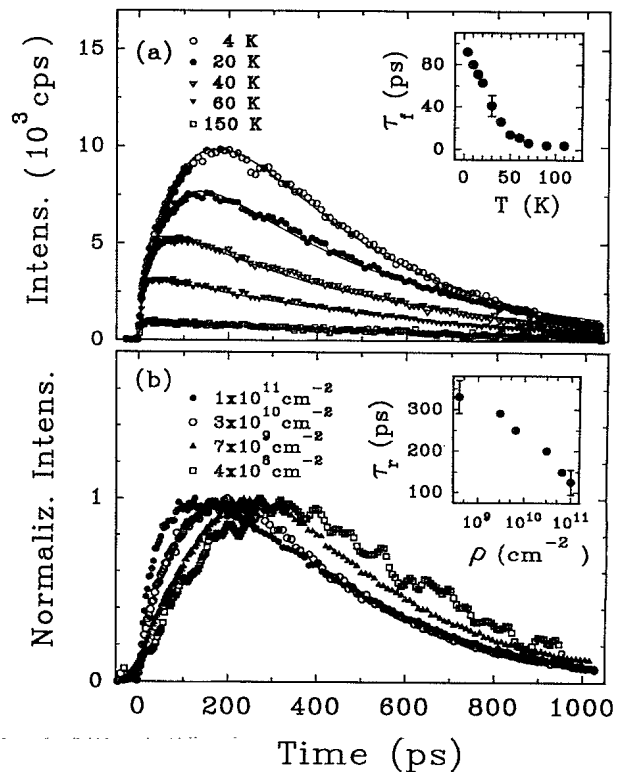 (a)
4 K
20 K
40 K
60 K
150 K
Intens. (10³ cps)
15
10
5
0
τf (ps)
80
40
0
0 50 100
T (K)
(b)
1x10¹¹cm⁻²
3x10¹⁰cm⁻²
7x10⁹cm⁻²
4x10⁸cm⁻²
Normaliz. Intens.
1
0
τr (ps)
300
200
100
10⁹ 10¹⁰ 10¹¹
ρ (cm⁻²)
0 200 400 600 800 1000
Time (ps)